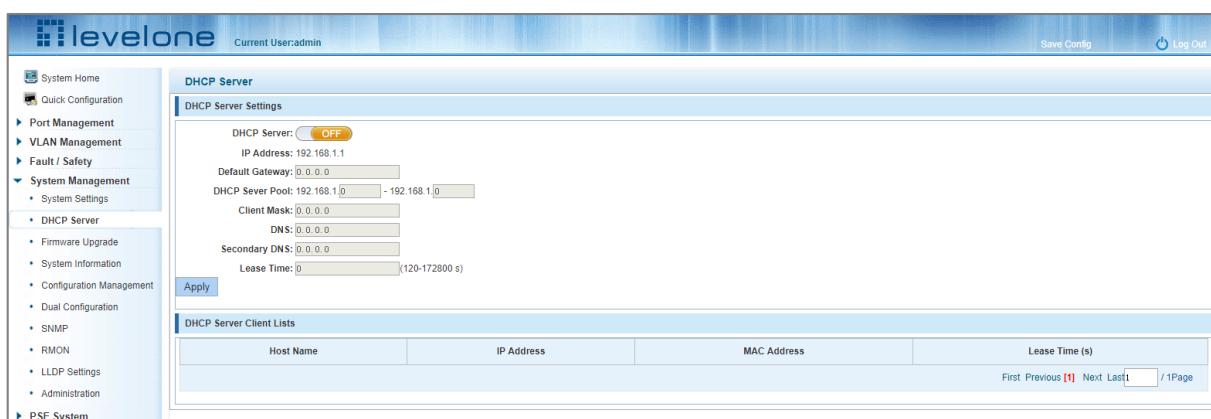 levelone Current User:admin Save Config Log Out
System Home
Quick Configuration
Port Management
VLAN Management
Fault / Safety
System Management
System Settings
DHCP Server
Firmware Upgrade
System Information
Configuration Management
Dual Configuration
SNMP
RMON
LLDP Settings
Administration
PSE System
DHCP Server
DHCP Server Settings
DHCP Server: OFF
IP Address: 192.168.1.1
Default Gateway: 0.0.0.0
DHCP Sever Pool: 192.168.1.0 - 192.168.1.0
Client Mask: 0.0.0.0
DNS: 0.0.0.0
Secondary DNS: 0.0.0.0
Lease Time: 0 (120-172800 s)
Apply
DHCP Server Client Lists
Host Name IP Address MAC Address Lease Time (s)
First Previous [1] Next Last 1 / 1Page